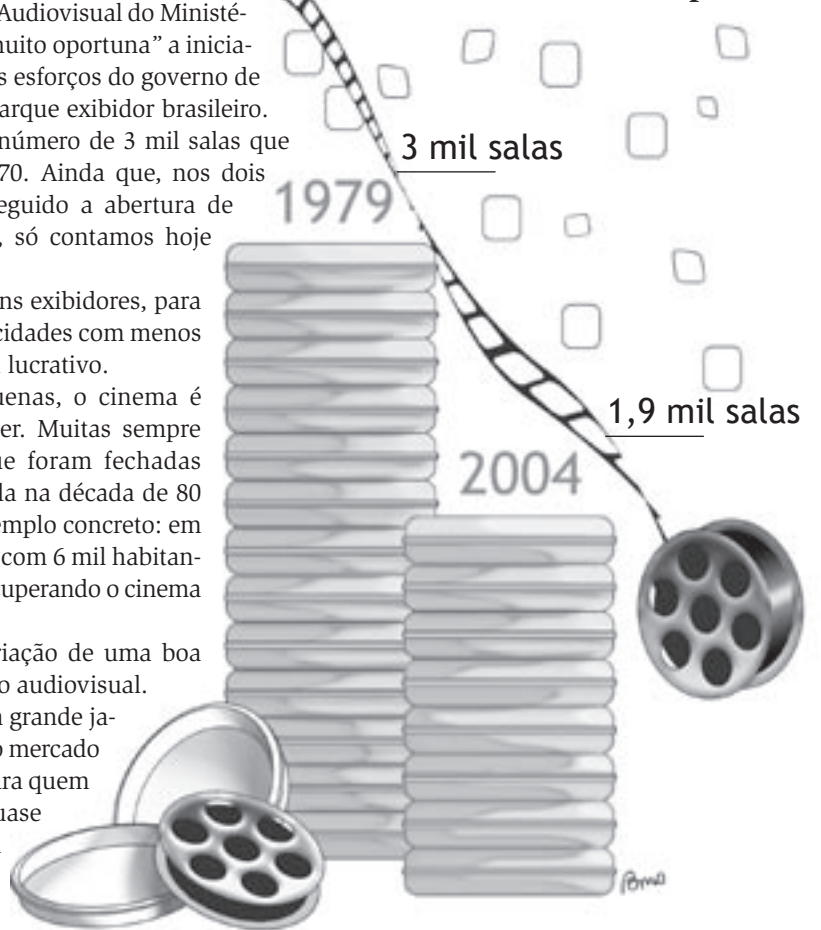 Audiovisual do Ministé-
muito oportuna” a inicia-
s esforços do governo de
arque exibidor brasileiro.
número de 3 mil salas que
70. Ainda que, nos dois
eguido a abertura de
, só contamos hoje
ns exibidores, para
cidades com menos
lucrativo.
uenas, o cinema é
er. Muitas sempre
ue foram fechadas
da na década de 80
emplo concreto: em
com 6 mil habitan-
cuperando o cinema
riação de uma boa
o audiovisual.
grande ja-
o mercado
ra quem
uase
3 mil salas
1979
1,9 mil salas
2004